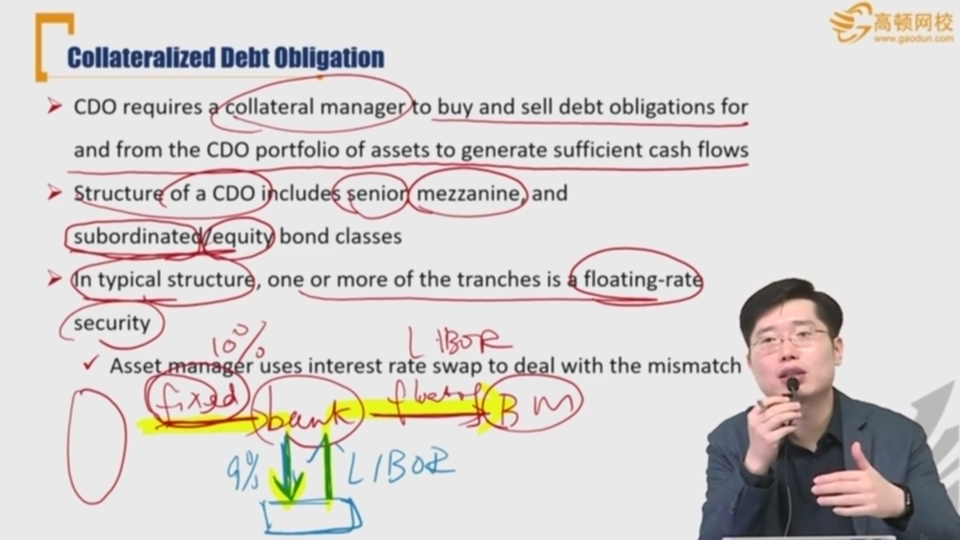 高顿网校
www.gaodun.com
Collateralized Debt Obligation
➢ CDO requires a collateral manager to buy and sell debt obligations for
and from the CDO portfolio of assets to generate sufficient cash flows
➢ Structure of a CDO includes senior, mezzanine, and
subordinated/equity bond classes
➢ In typical structure, one or more of the tranches is a floating-rate
security
10% LIBOR
✓ Asset manager uses interest rate swap to deal with the mismatch
fixed bank BM
9% LIBOR